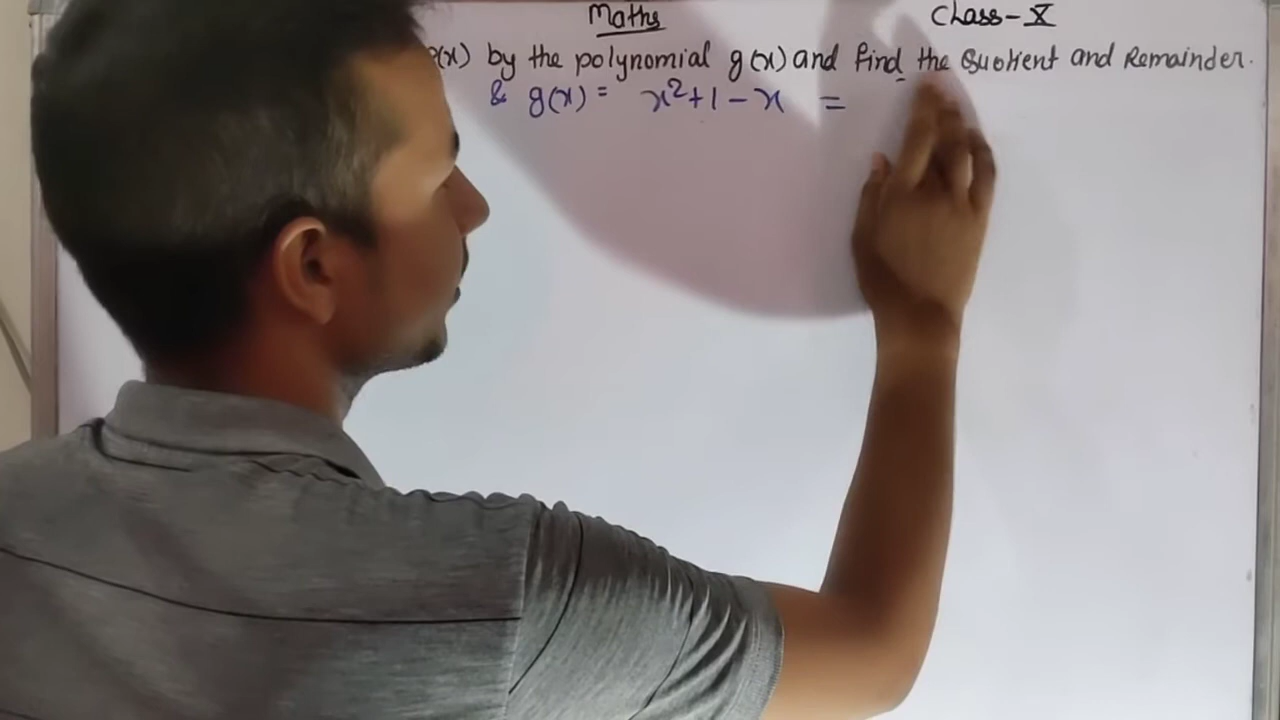 Maths Class-X
p(x) by the polynomial g(x) and find the Quotient and Remainder.
& g(x) = x²+1-x =